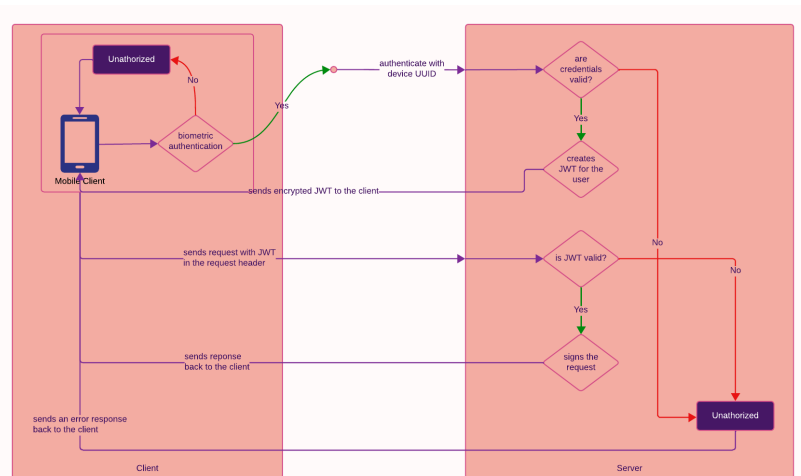 Unathorized
No
biometric
authentication
Yes
Mobile Client
authenticate with
device UUID
are
credentials
valid?
Yes
creates
JWT for the
user
sends encrypted JWT to the client
sends request with JWT
in the request header
is JWT valid?
No
No
Yes
signs the
request
sends reponse
back to the client
Unathorized
sends an error response
back to the client
Client
Server